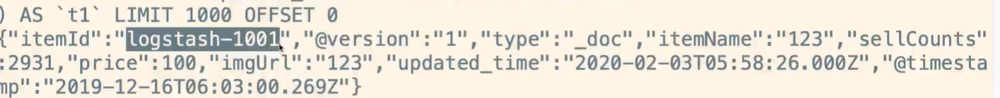 ) AS `t1` LIMIT 1000 OFFSET 0
{"itemId":"logstash-1001","@version":"1","type":"_doc","itemName":"123","sellCounts"
:2931,"price":100,"imgUrl":"123","updated_time":"2020-02-03T05:58:26.000Z","@timesta
mp":"2019-12-16T06:03:00.269Z"}